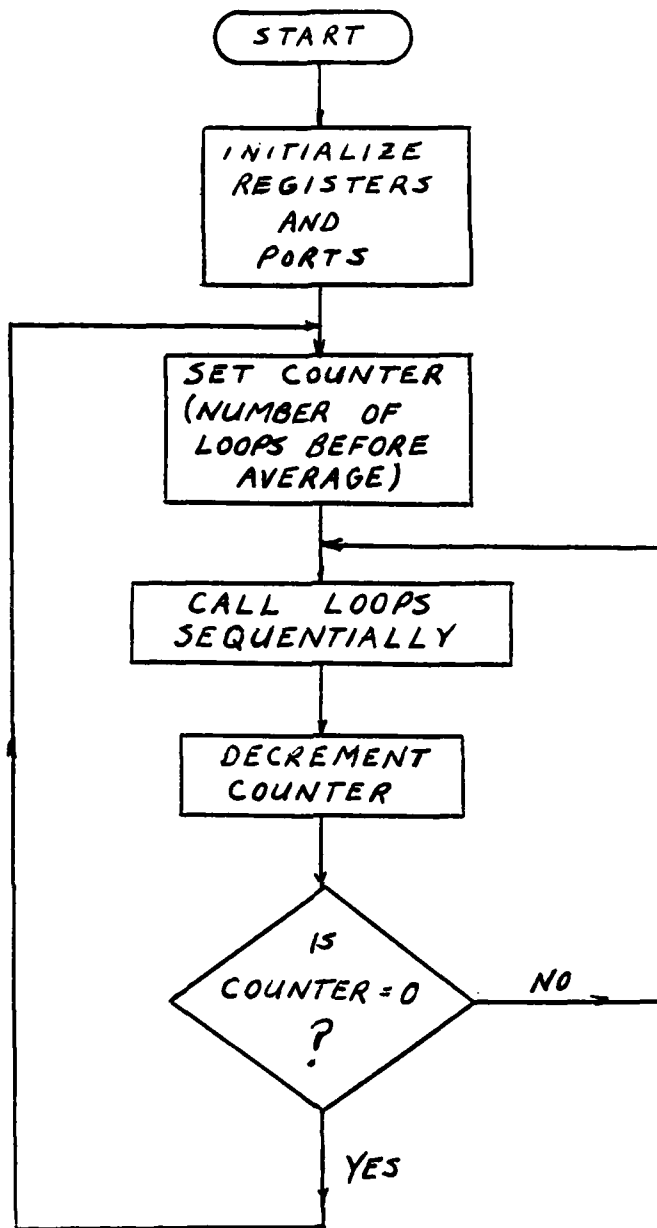 START
INITIALIZE
REGISTERS
AND
PORTS
SET COUNTER
(NUMBER OF
LOOPS BEFORE
AVERAGE)
CALL LOOPS
SEQUENTIALLY
DECREMENT
COUNTER
IS
COUNTER = 0
?
NO
YES